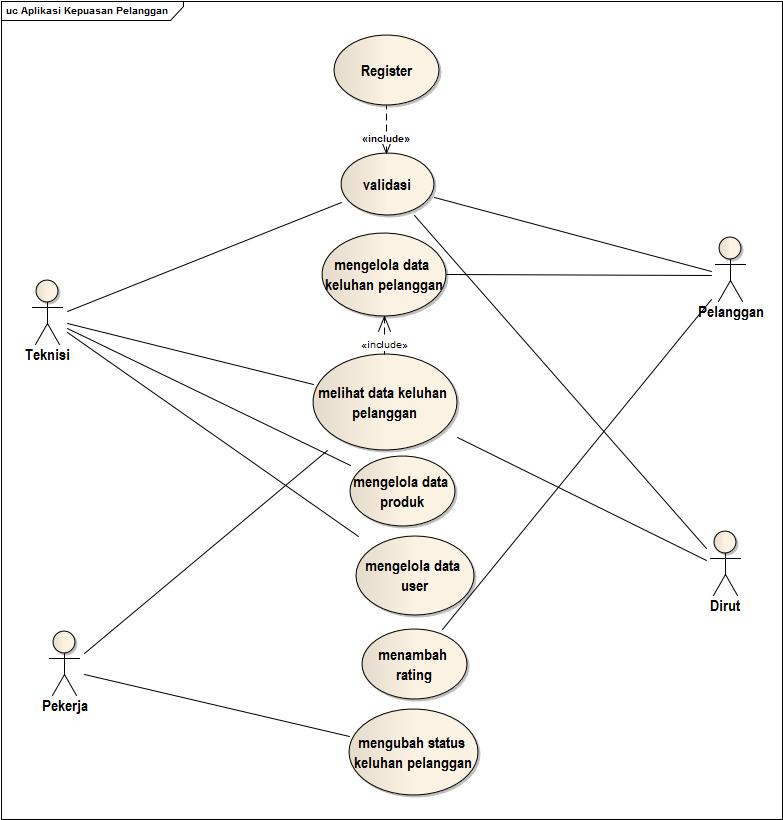 uc Aplikasi Kepuasan Pelanggan
Register
«include»
validasi
mengelola data
keluhan pelanggan
Pelanggan
Teknisi
«include»
melihat data keluhan
pelanggan
mengelola data
produk
mengelola data
user
Dirut
menambah
rating
Pekerja
mengubah status
keluhan pelanggan